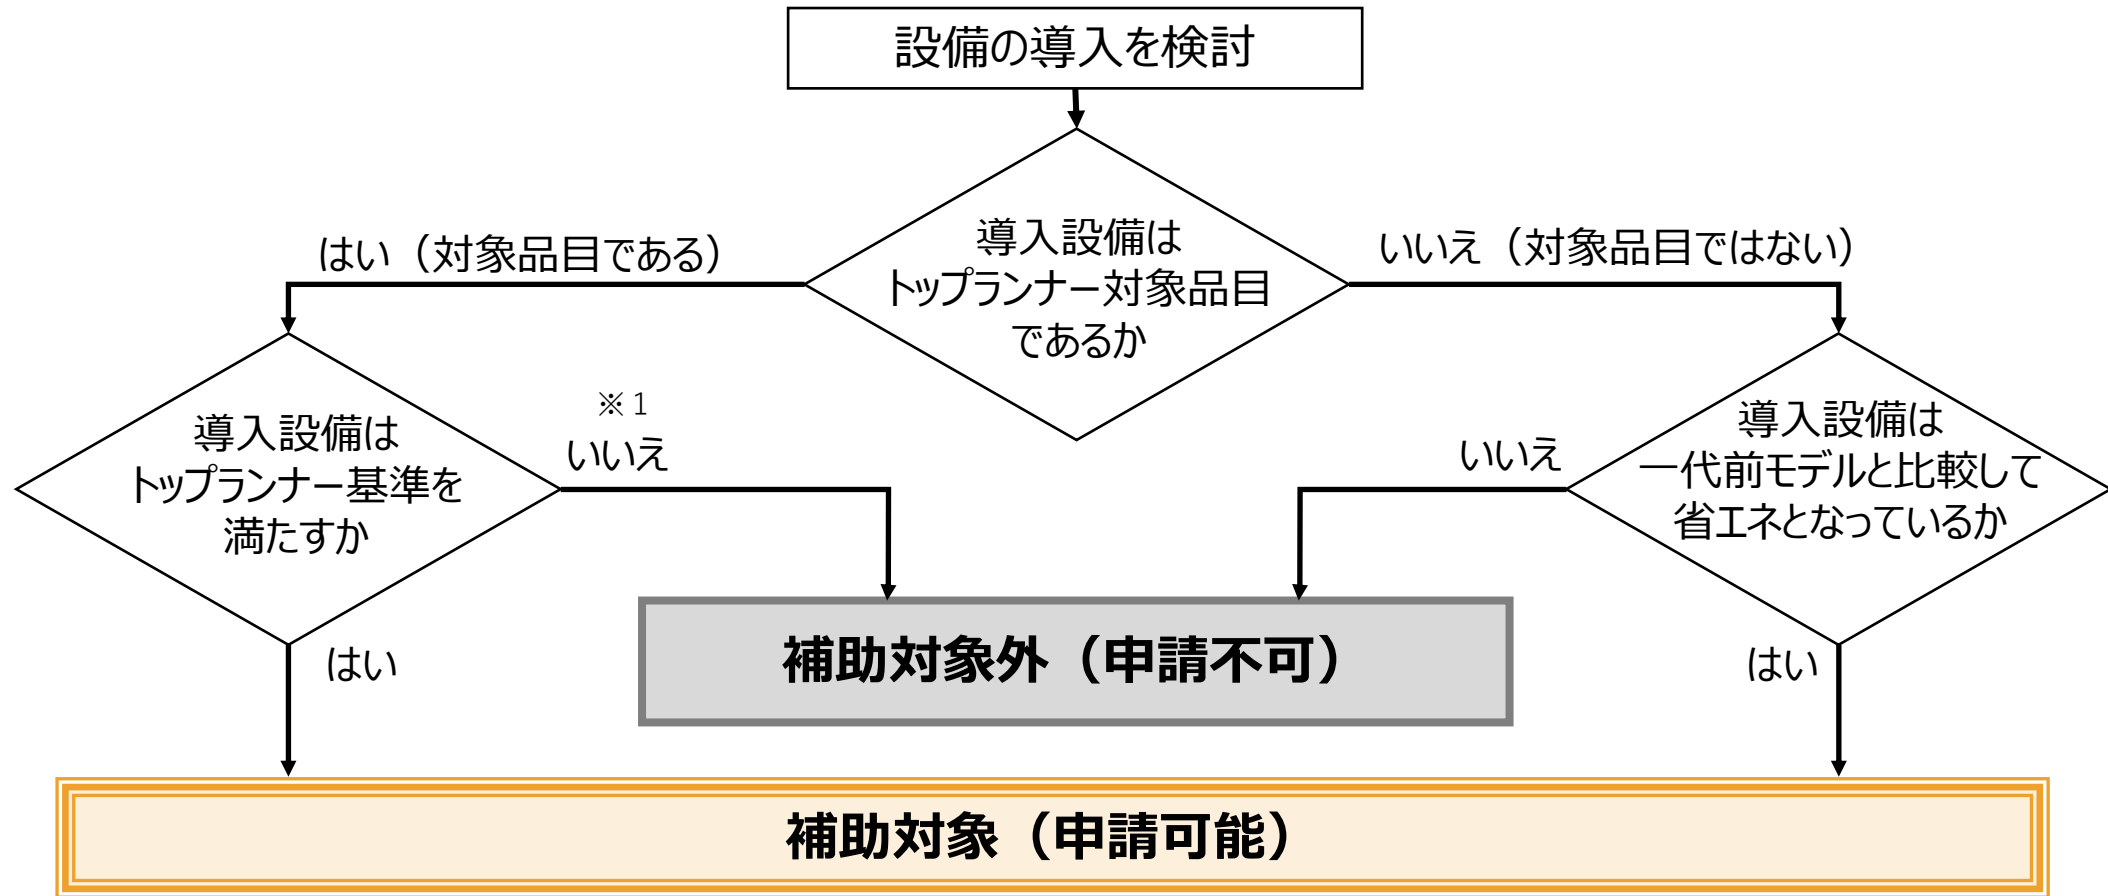 設備の導入を検討
導入設備は
トップランナー対象品目
であるか
はい（対象品目である）
いいえ（対象品目ではない）
導入設備は
トップランナー基準を
満たすか
※1
いいえ
いいえ
導入設備は
一代前モデルと比較して
省エネとなっているか
補助対象外（申請不可）
はい
はい
補助対象（申請可能）